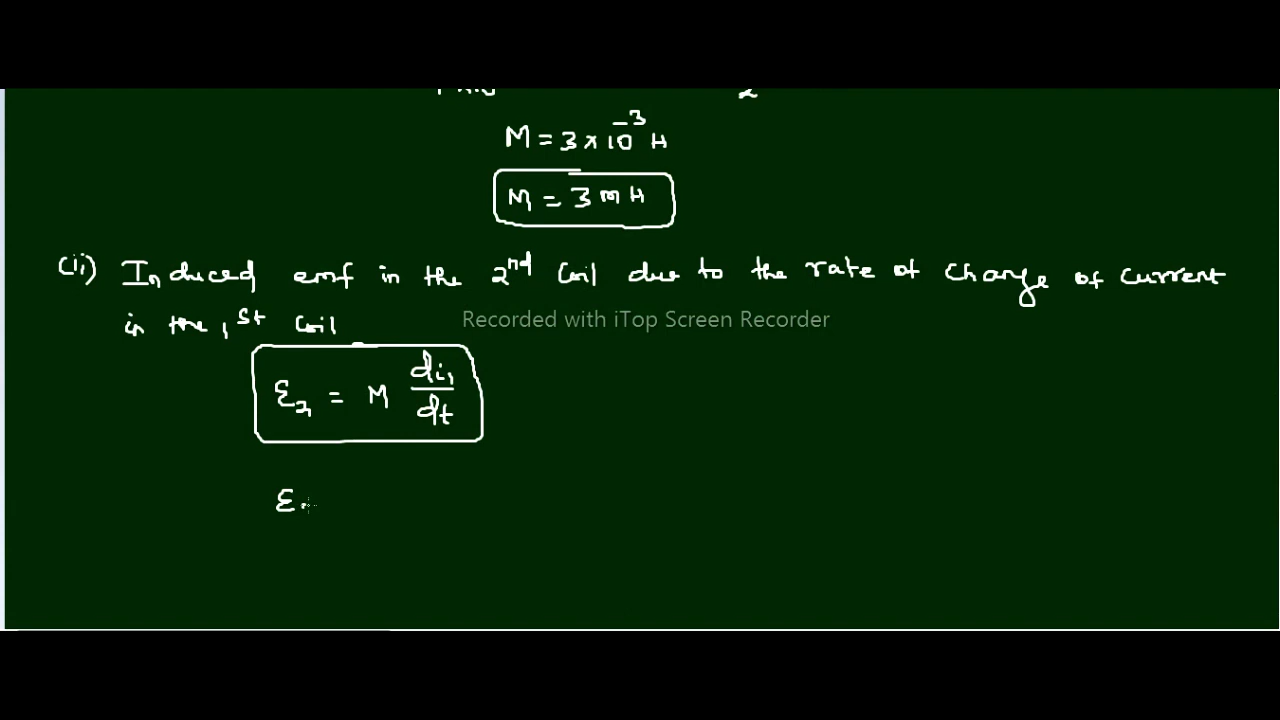 M = 3 × 10⁻³ H
M = 3 mH
(ii) Induced emf in the 2nd coil due to the rate of change of current
in the 1st coil
Recorded with iTop Screen Recorder
ε₂ = M di₁/dt
ε